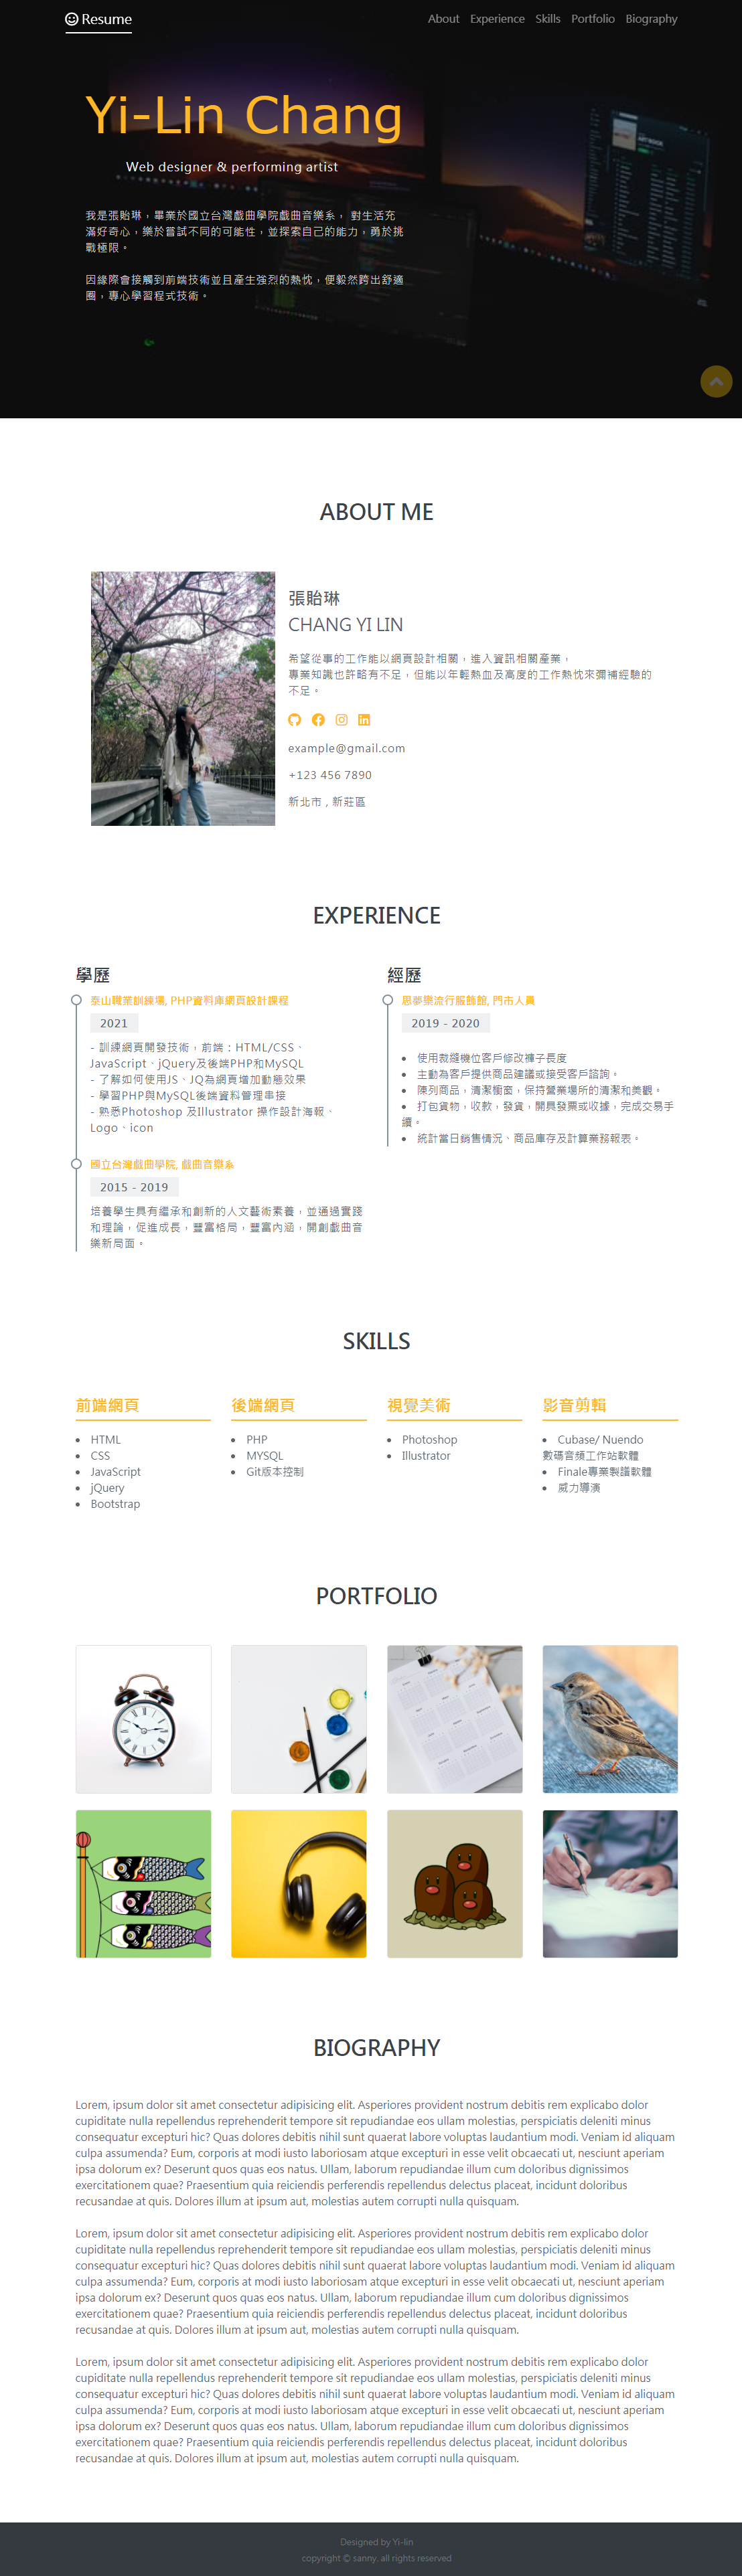 Resume
About Experience Skills Portfolio Biography
Yi-Lin Chang
Web designer & performing artist
我是張貽琳，畢業於國立台灣戲曲學院戲曲音樂系， 對生活充
滿好奇心，樂於嘗試不同的可能性，並探索自己的能力，勇於挑
戰極限。
因緣際會接觸到前端技術並且產生強烈的熱忱，便毅然跨出舒適
圈，專心學習程式技術。
ABOUT ME
張貽琳
CHANG YI LIN
希望從事的工作能以網頁設計相關，進入資訊相關產業，
專業知識也許略有不足，但能以年輕熱血及高度的工作熱忱來彌補經驗的
不足。
example@gmail.com
+123 456 7890
新北市 , 新莊區
EXPERIENCE
學歷
泰山職業訓練場, PHP資料庫網頁設計課程
2021
- 訓練網頁開發技術，前端：HTML/CSS、
JavaScript、jQuery及後端PHP和MySQL
- 了解如何使用JS、JQ為網頁增加動態效果
- 學習PHP與MySQL後端資料管理串接
- 熟悉Photoshop 及Illustrator 操作設計海報、
Logo、icon
國立台灣戲曲學院, 戲曲音樂系
2015 - 2019
培養學生具有繼承和創新的人文藝術素養，並通過實踐
和理論，促進成長，豐富格局，豐富內涵，開創戲曲音
樂新局面。
經歷
思夢樂流行服飾館, 門市人員
2019 - 2020
• 使用裁縫機位客戶修改褲子長度
• 主動為客戶提供商品建議或接受客戶諮詢。
• 陳列商品，清潔櫥窗，保持營業場所的清潔和美觀。
• 打包貨物，收款，發貨，開具發票或收據，完成交易手
續。
• 統計當日銷售情況、商品庫存及計算業務報表。
SKILLS
前端網頁
• HTML
• CSS
• JavaScript
• jQuery
• Bootstrap
後端網頁
• PHP
• MYSQL
• Git版本控制
視覺美術
• Photoshop
• Illustrator
影音剪輯
• Cubase/ Nuendo
數碼音頻工作站軟體
• Finale專業製譜軟體
• 威力導演
PORTFOLIO
BIOGRAPHY
Lorem, ipsum dolor sit amet consectetur adipisicing elit. Asperiores provident nostrum debitis rem explicabo dolor
cupiditate nulla repellendus reprehenderit tempore sit repudiandae eos ullam molestias, perspiciatis deleniti minus
consequatur excepturi hic? Quas dolores debitis nihil sunt quaerat labore voluptas laudantium modi. Veniam id aliquam
culpa assumenda? Eum, corporis at modi iusto laboriosam atque excepturi in esse velit obcaecati ut, nesciunt aperiam
ipsa dolorum ex? Deserunt quos quas eos natus. Ullam, laborum repudiandae illum cum doloribus dignissimos
exercitationem quae? Praesentium quia reiciendis perferendis repellendus delectus placeat, incidunt doloribus
recusandae at quis. Dolores illum at ipsum aut, molestias autem corrupti nulla quisquam.
Lorem, ipsum dolor sit amet consectetur adipisicing elit. Asperiores provident nostrum debitis rem explicabo dolor
cupiditate nulla repellendus reprehenderit tempore sit repudiandae eos ullam molestias, perspiciatis deleniti minus
consequatur excepturi hic? Quas dolores debitis nihil sunt quaerat labore voluptas laudantium modi. Veniam id aliquam
culpa assumenda? Eum, corporis at modi iusto laboriosam atque excepturi in esse velit obcaecati ut, nesciunt aperiam
ipsa dolorum ex? Deserunt quos quas eos natus. Ullam, laborum repudiandae illum cum doloribus dignissimos
exercitationem quae? Praesentium quia reiciendis perferendis repellendus delectus placeat, incidunt doloribus
recusandae at quis. Dolores illum at ipsum aut, molestias autem corrupti nulla quisquam.
Lorem, ipsum dolor sit amet consectetur adipisicing elit. Asperiores provident nostrum debitis rem explicabo dolor
cupiditate nulla repellendus reprehenderit tempore sit repudiandae eos ullam molestias, perspiciatis deleniti minus
consequatur excepturi hic? Quas dolores debitis nihil sunt quaerat labore voluptas laudantium modi. Veniam id aliquam
culpa assumenda? Eum, corporis at modi iusto laboriosam atque excepturi in esse velit obcaecati ut, nesciunt aperiam
ipsa dolorum ex? Deserunt quos quas eos natus. Ullam, laborum repudiandae illum cum doloribus dignissimos
exercitationem quae? Praesentium quia reiciendis perferendis repellendus delectus placeat, incidunt doloribus
recusandae at quis. Dolores illum at ipsum aut, molestias autem corrupti nulla quisquam.
Designed by Yi-lin
copyright © sanny. all rights reserved